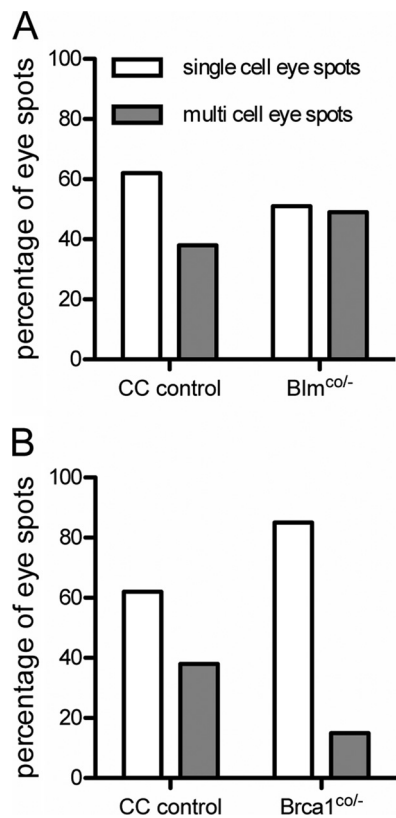 A
percentage of eye spots
100
80
60
40
20
0
single cell eye spots
multi cell eye spots
CC control
Blm^co/-
B
percentage of eye spots
100
80
60
40
20
0
CC control
Brca1^co/-